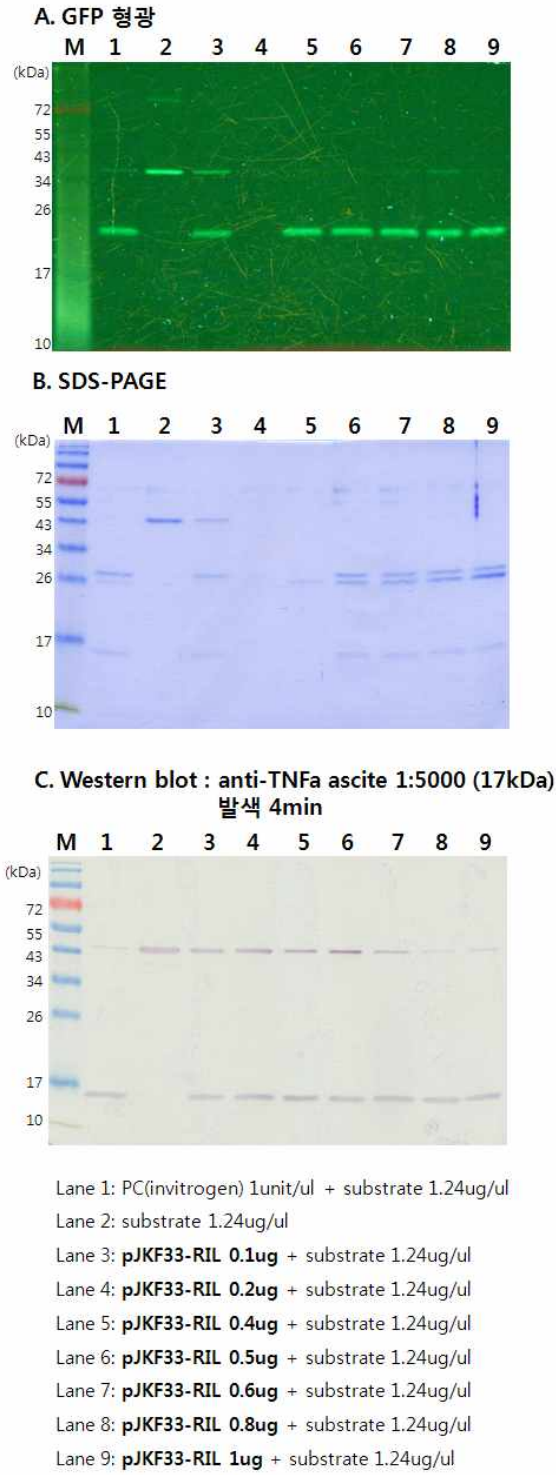 A. GFP 형광
M 1 2 3 4 5 6 7 8 9
(kDa)
72
55
43
34
26
17
10
B. SDS-PAGE
M 1 2 3 4 5 6 7 8 9
(kDa)
72
55
43
34
26
17
10
C. Western blot : anti-TNFa ascite 1:5000 (17kDa)
발색 4min
M 1 2 3 4 5 6 7 8 9
(kDa)
72
55
43
34
26
17
10
Lane 1: PC(invitrogen) 1unit/ul + substrate 1.24ug/ul
Lane 2: substrate 1.24ug/ul
Lane 3: pJKF33-RIL 0.1ug + substrate 1.24ug/ul
Lane 4: pJKF33-RIL 0.2ug + substrate 1.24ug/ul
Lane 5: pJKF33-RIL 0.4ug + substrate 1.24ug/ul
Lane 6: pJKF33-RIL 0.5ug + substrate 1.24ug/ul
Lane 7: pJKF33-RIL 0.6ug + substrate 1.24ug/ul
Lane 8: pJKF33-RIL 0.8ug + substrate 1.24ug/ul
Lane 9: pJKF33-RIL 1ug + substrate 1.24ug/ul